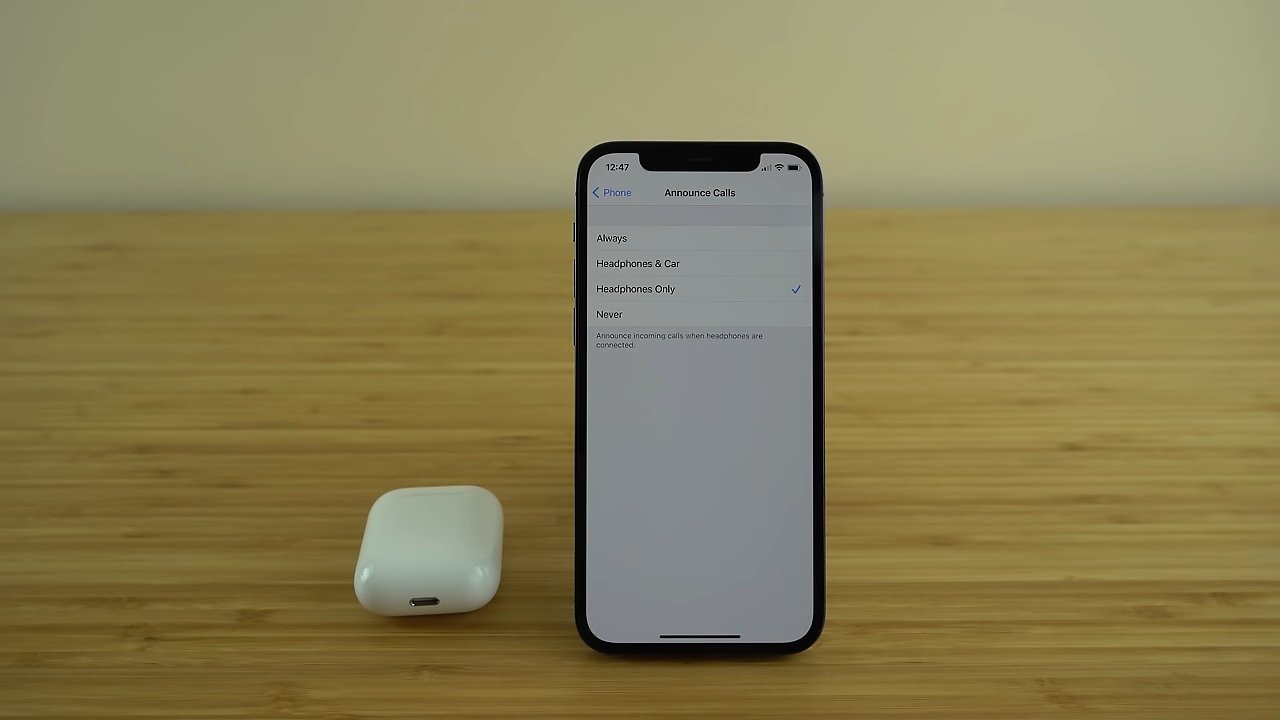 12:47
Phone
Announce Calls
Always
Headphones & Car
Headphones Only
Never
Announce incoming calls when headphones are
connected.